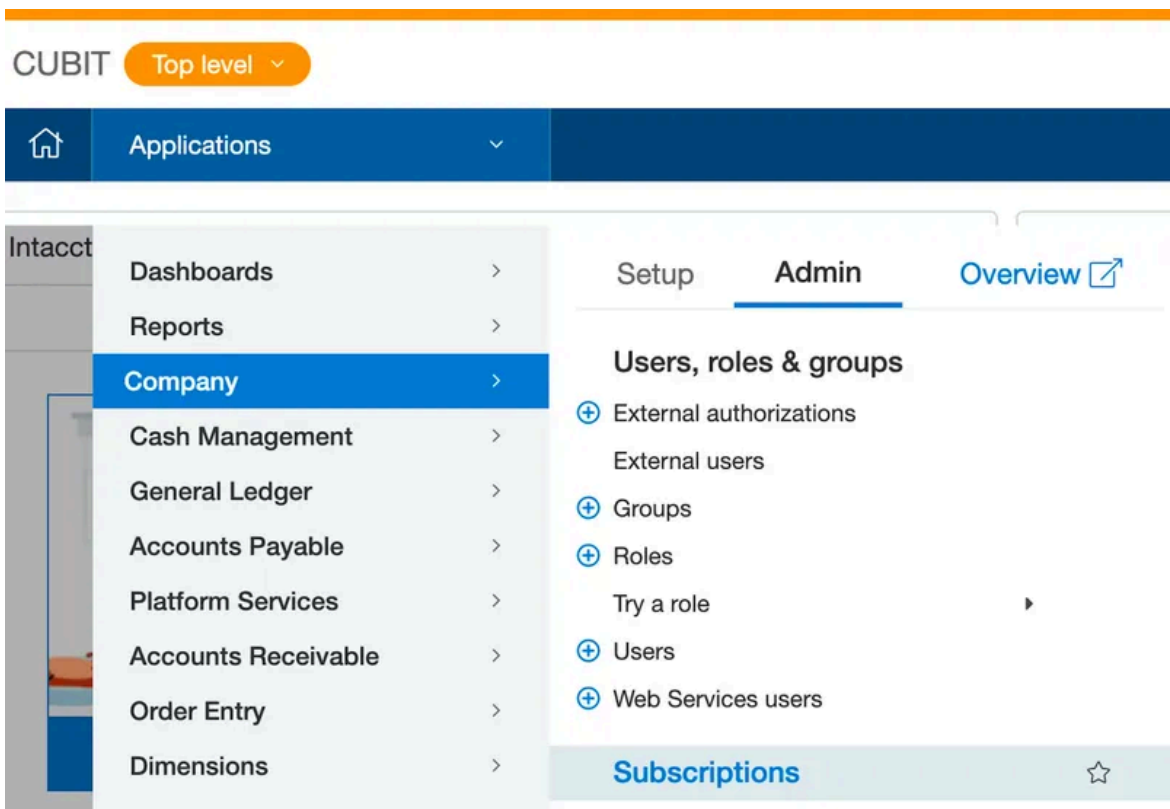 CUBIT Top level
Applications
Intacct
Dashboards
Reports
Company
Cash Management
General Ledger
Accounts Payable
Platform Services
Accounts Receivable
Order Entry
Dimensions
Setup Admin Overview
Users, roles & groups
External authorizations
External users
Groups
Roles
Try a role
Users
Web Services users
Subscriptions